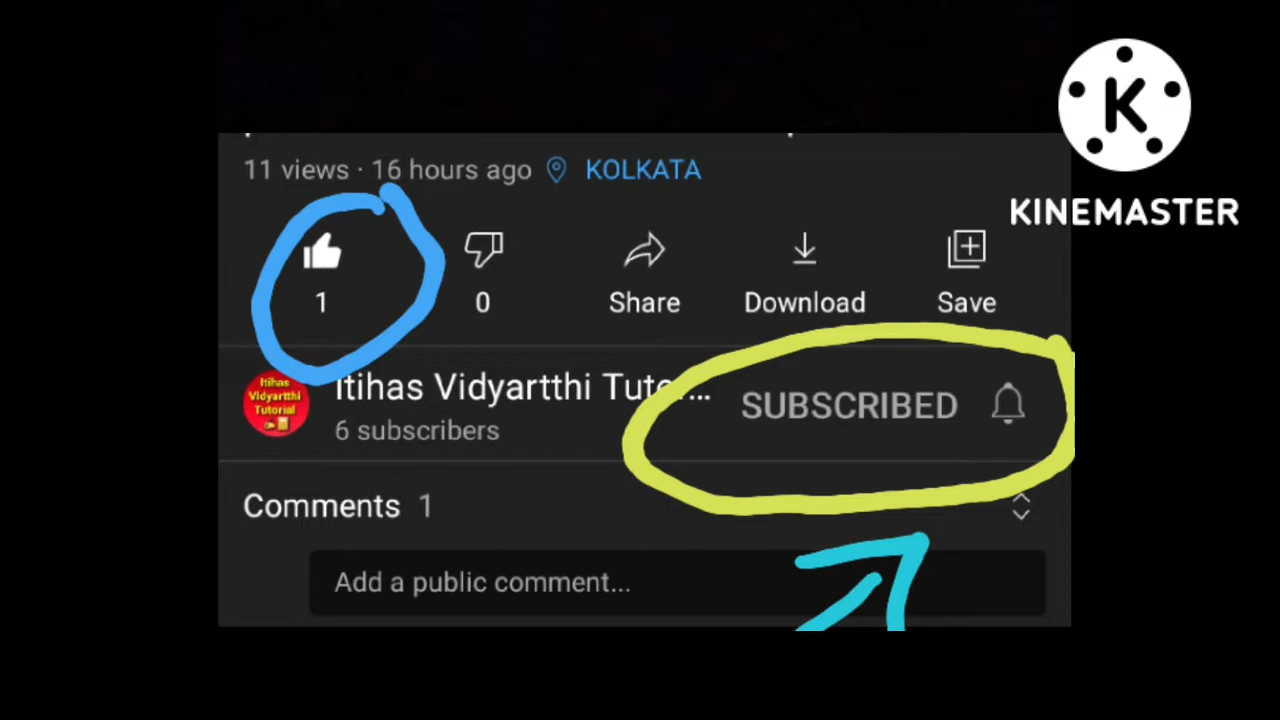 11 views · 16 hours ago KOLKATA
K
KINEMASTER
1
0
Share
Download
Save
Itihas
Vidyartthi
Tutorial
Itihas Vidyartthi Tutor...
6 subscribers
SUBSCRIBED
Comments 1
Add a public comment...